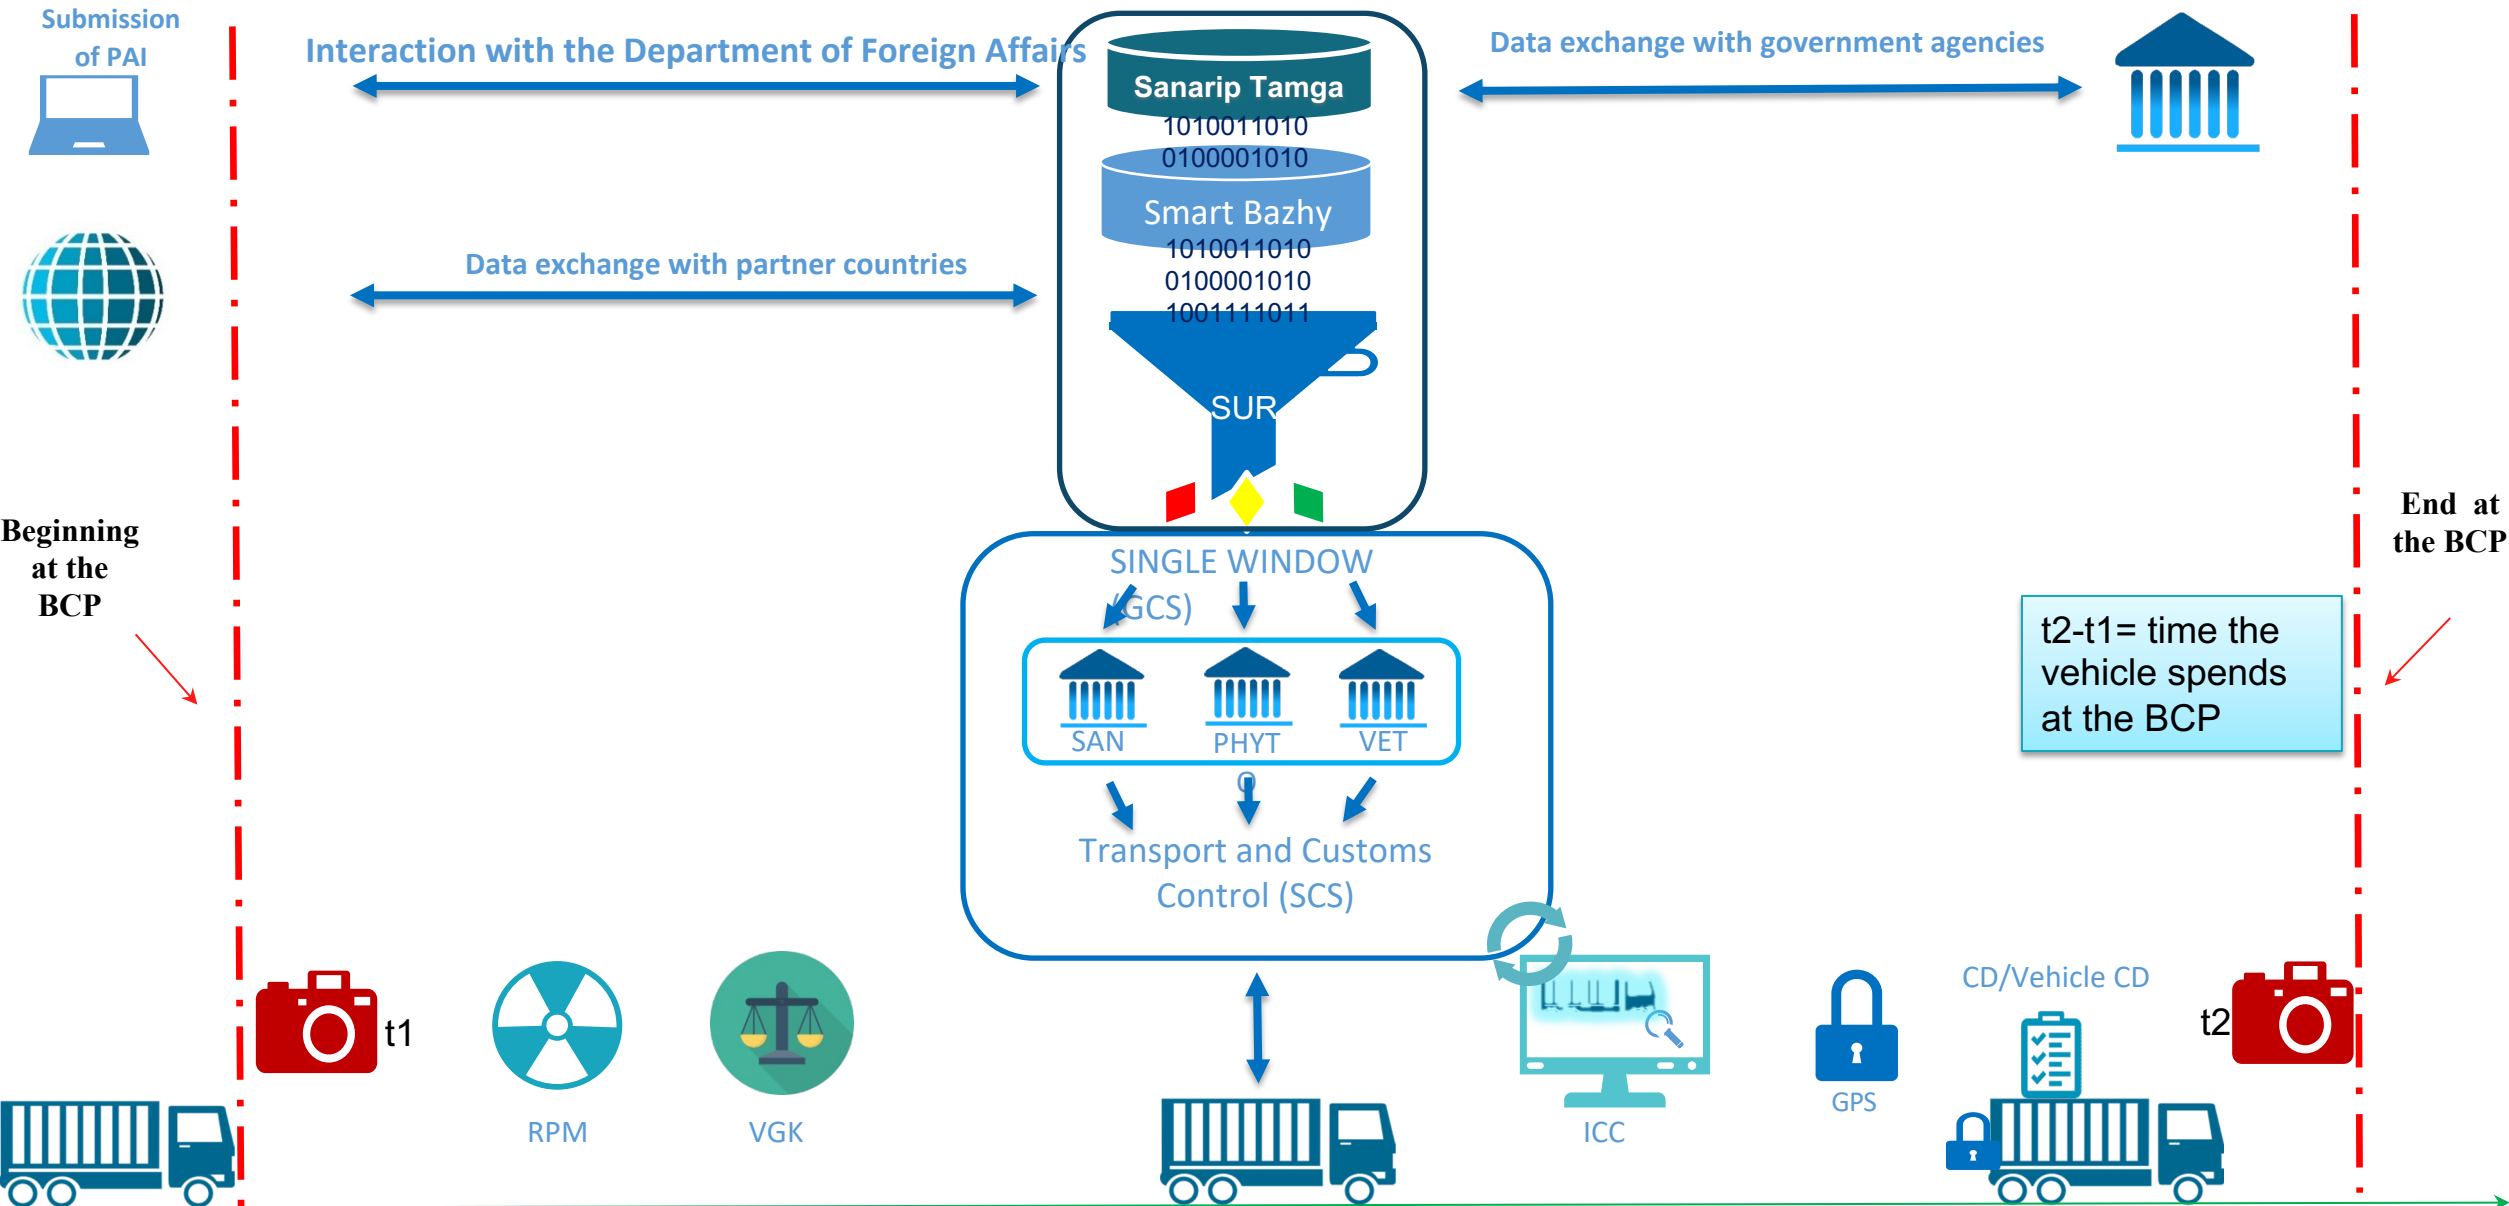 Submission
of PAI
Interaction with the Department of Foreign Affairs
Data exchange with government agencies
Sanarip Tamga
1010011010
0100001010
Smart Bazhy
1010011010
0100001010
1001111011
Data exchange with partner countries
SUR
Beginning
at the
BCP
End at
the BCP
SINGLE WINDOW
(GCS)
SAN
PHYT
O
VET
t2-t1= time the
vehicle spends
at the BCP
Transport and Customs
Control (SCS)
t1
RPM
VGK
ICC
GPS
CD/Vehicle CD
t2